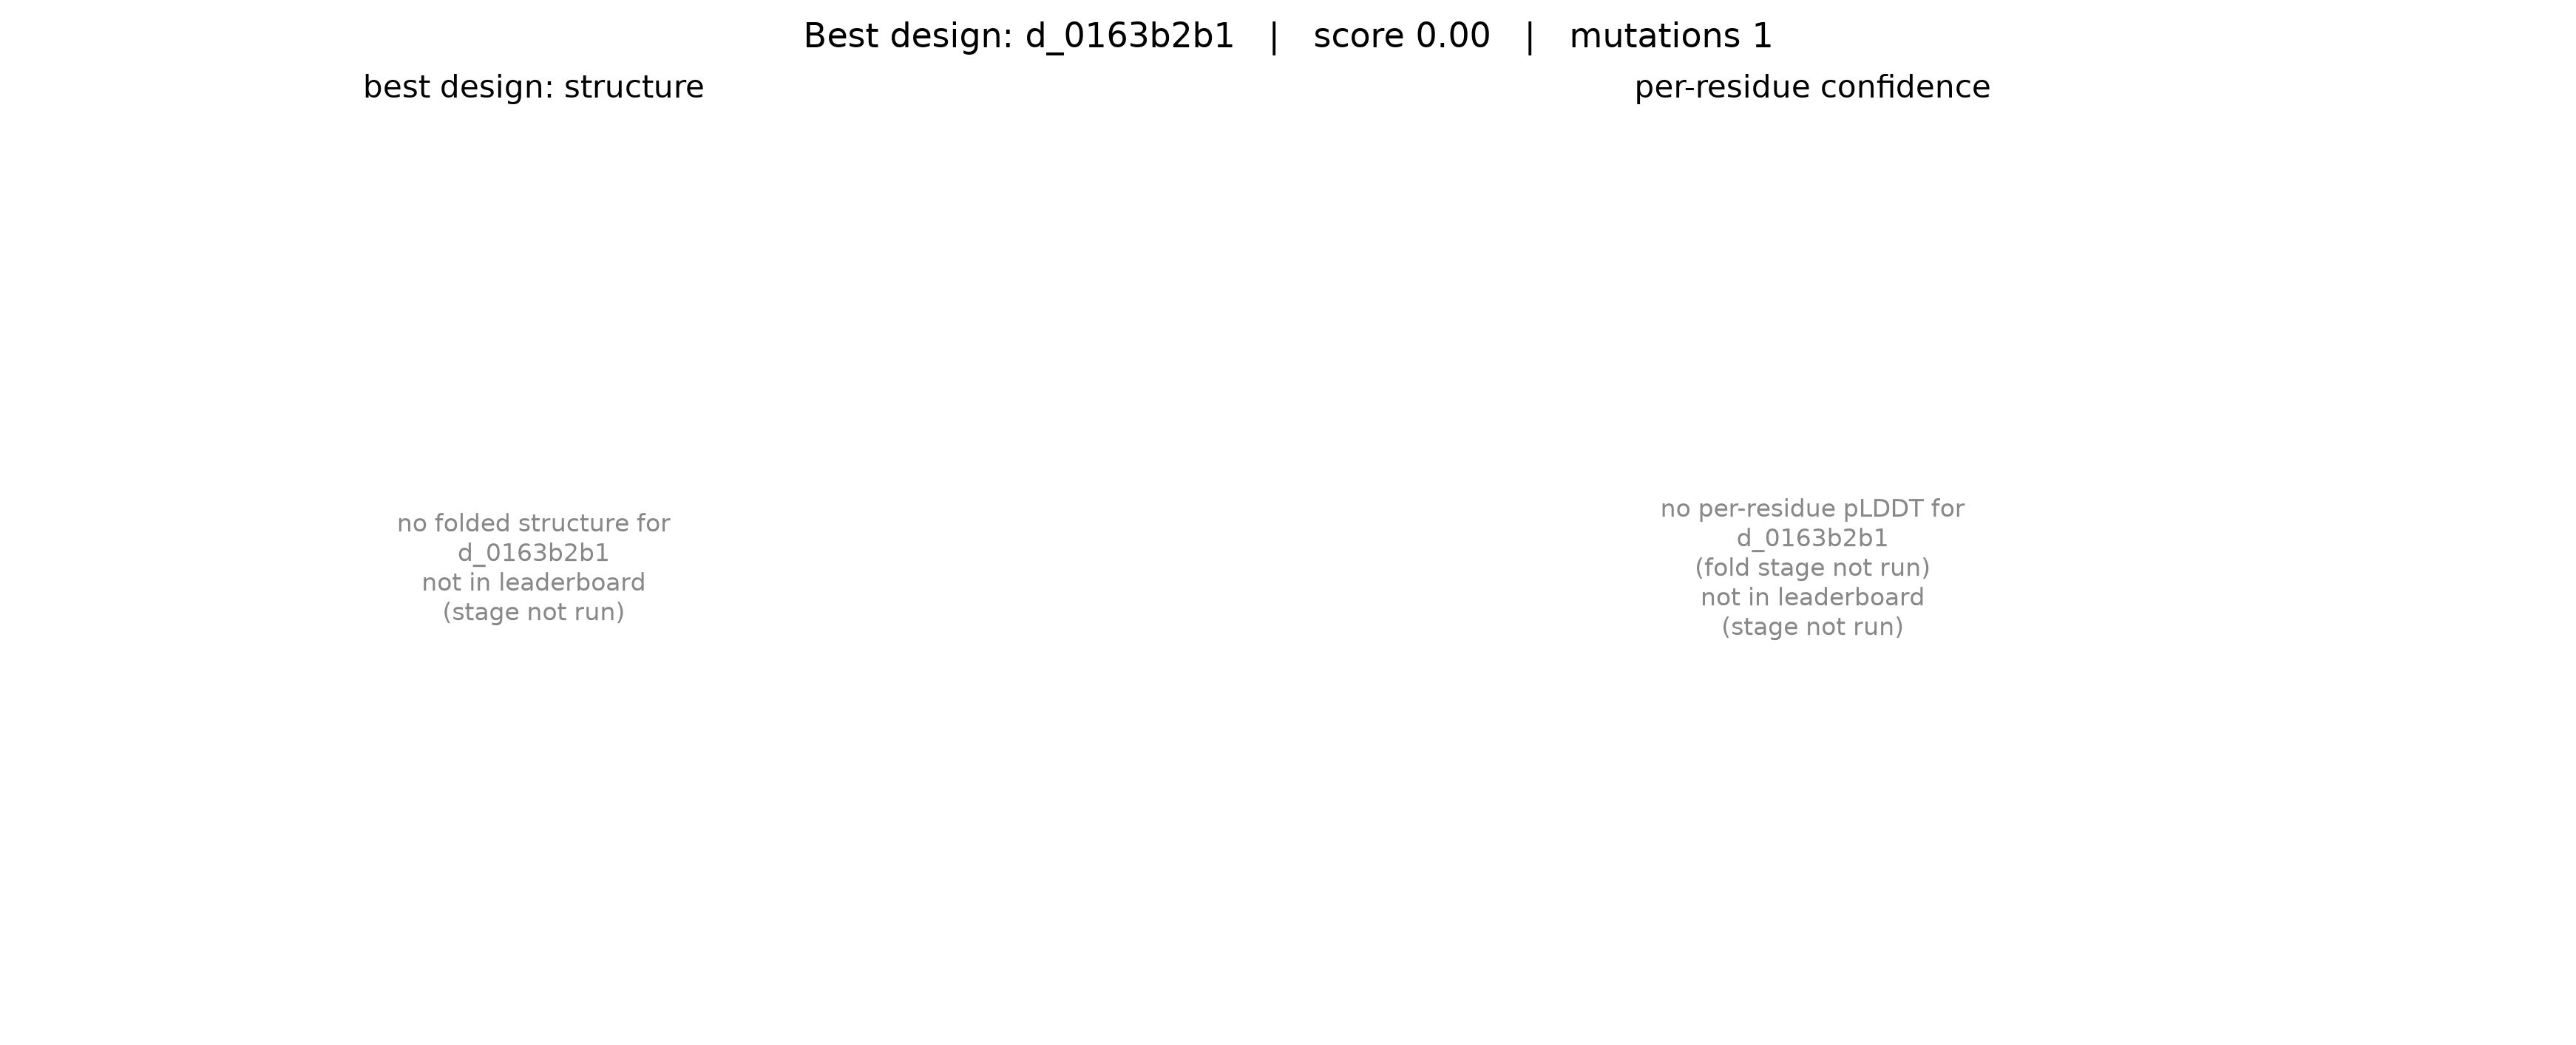 Best design: d_0163b2b1   |   score 0.00   |   mutations 1
best design: structure
per-residue confidence
no folded structure for
d_0163b2b1
not in leaderboard
(stage not run)
no per-residue pLDDT for
d_0163b2b1
(fold stage not run)
not in leaderboard
(stage not run)